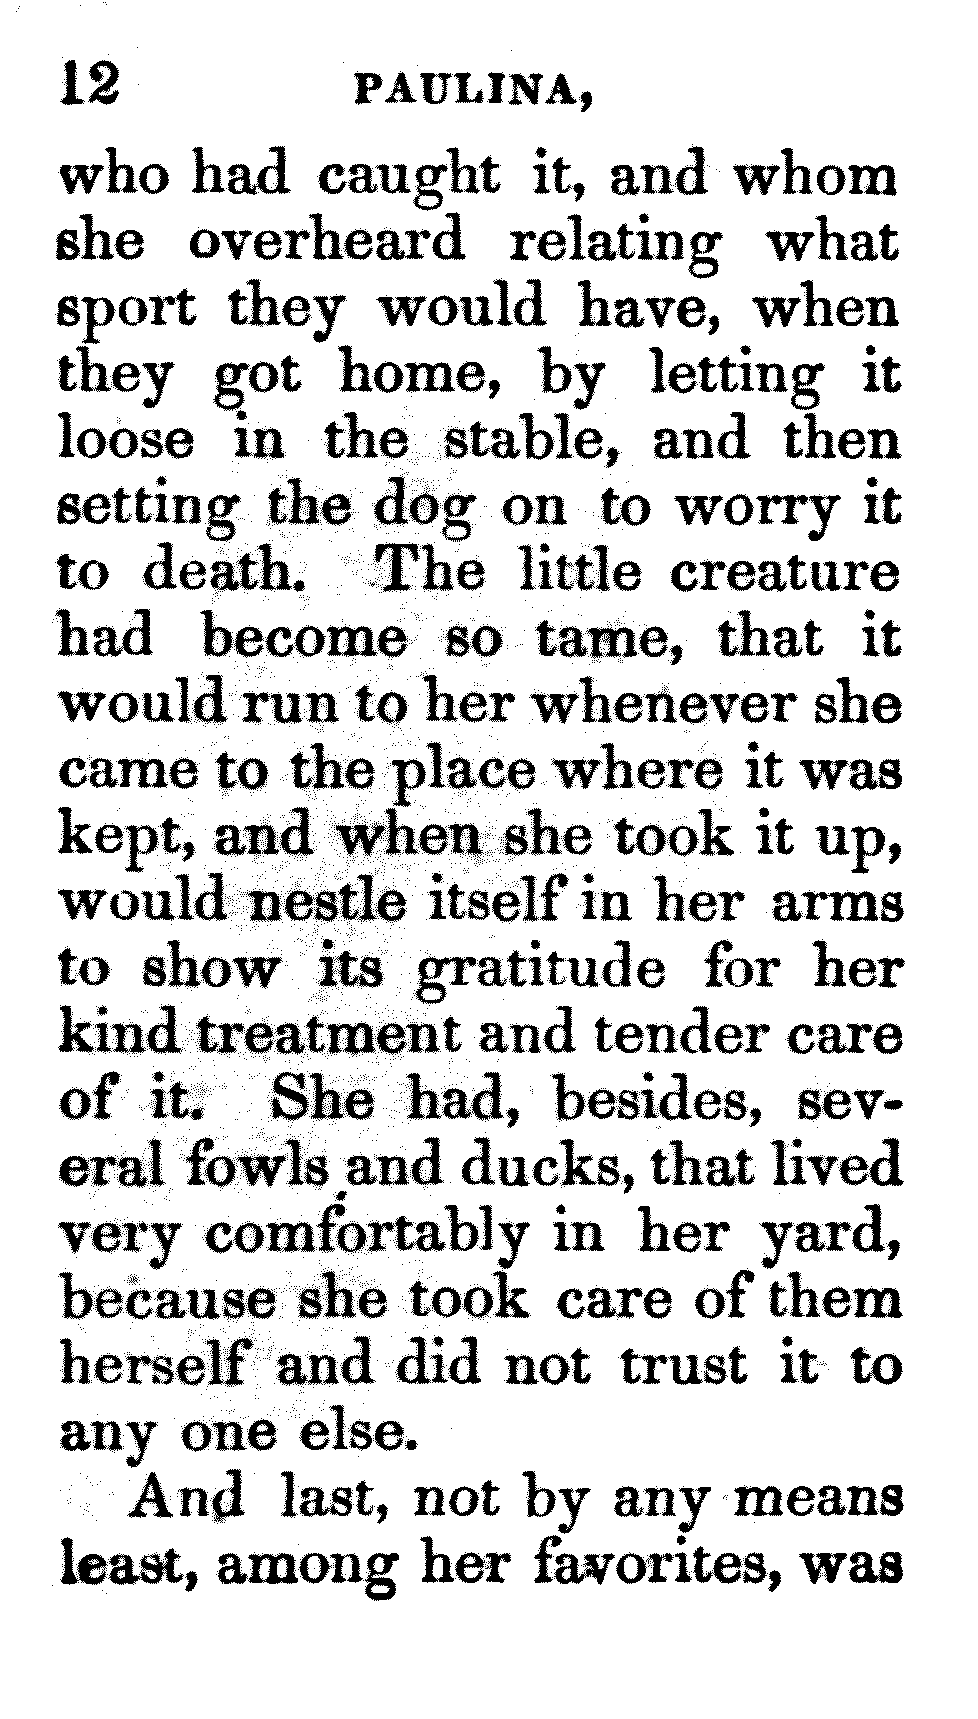 12 PAULINA,
who had caught it, and whom
she overheard relating what
sport they would have, when
they got home, by letting it
loose in the stable, and then
setting the dog on to worry it
to death. The little creature
had become so tame, that it
would run to her whenever she
came to the place where it was
kept, and when she took it up,
would nestle itself in her arms
to show its gratitude for her
kind treatment and tender care
of it. She had, besides, sev-
eral fowls and ducks, that lived
very comfortably in her yard,
because she took care of them
herself and did not trust it to
any one else.
And last, not by any means
least, among her favorites, was